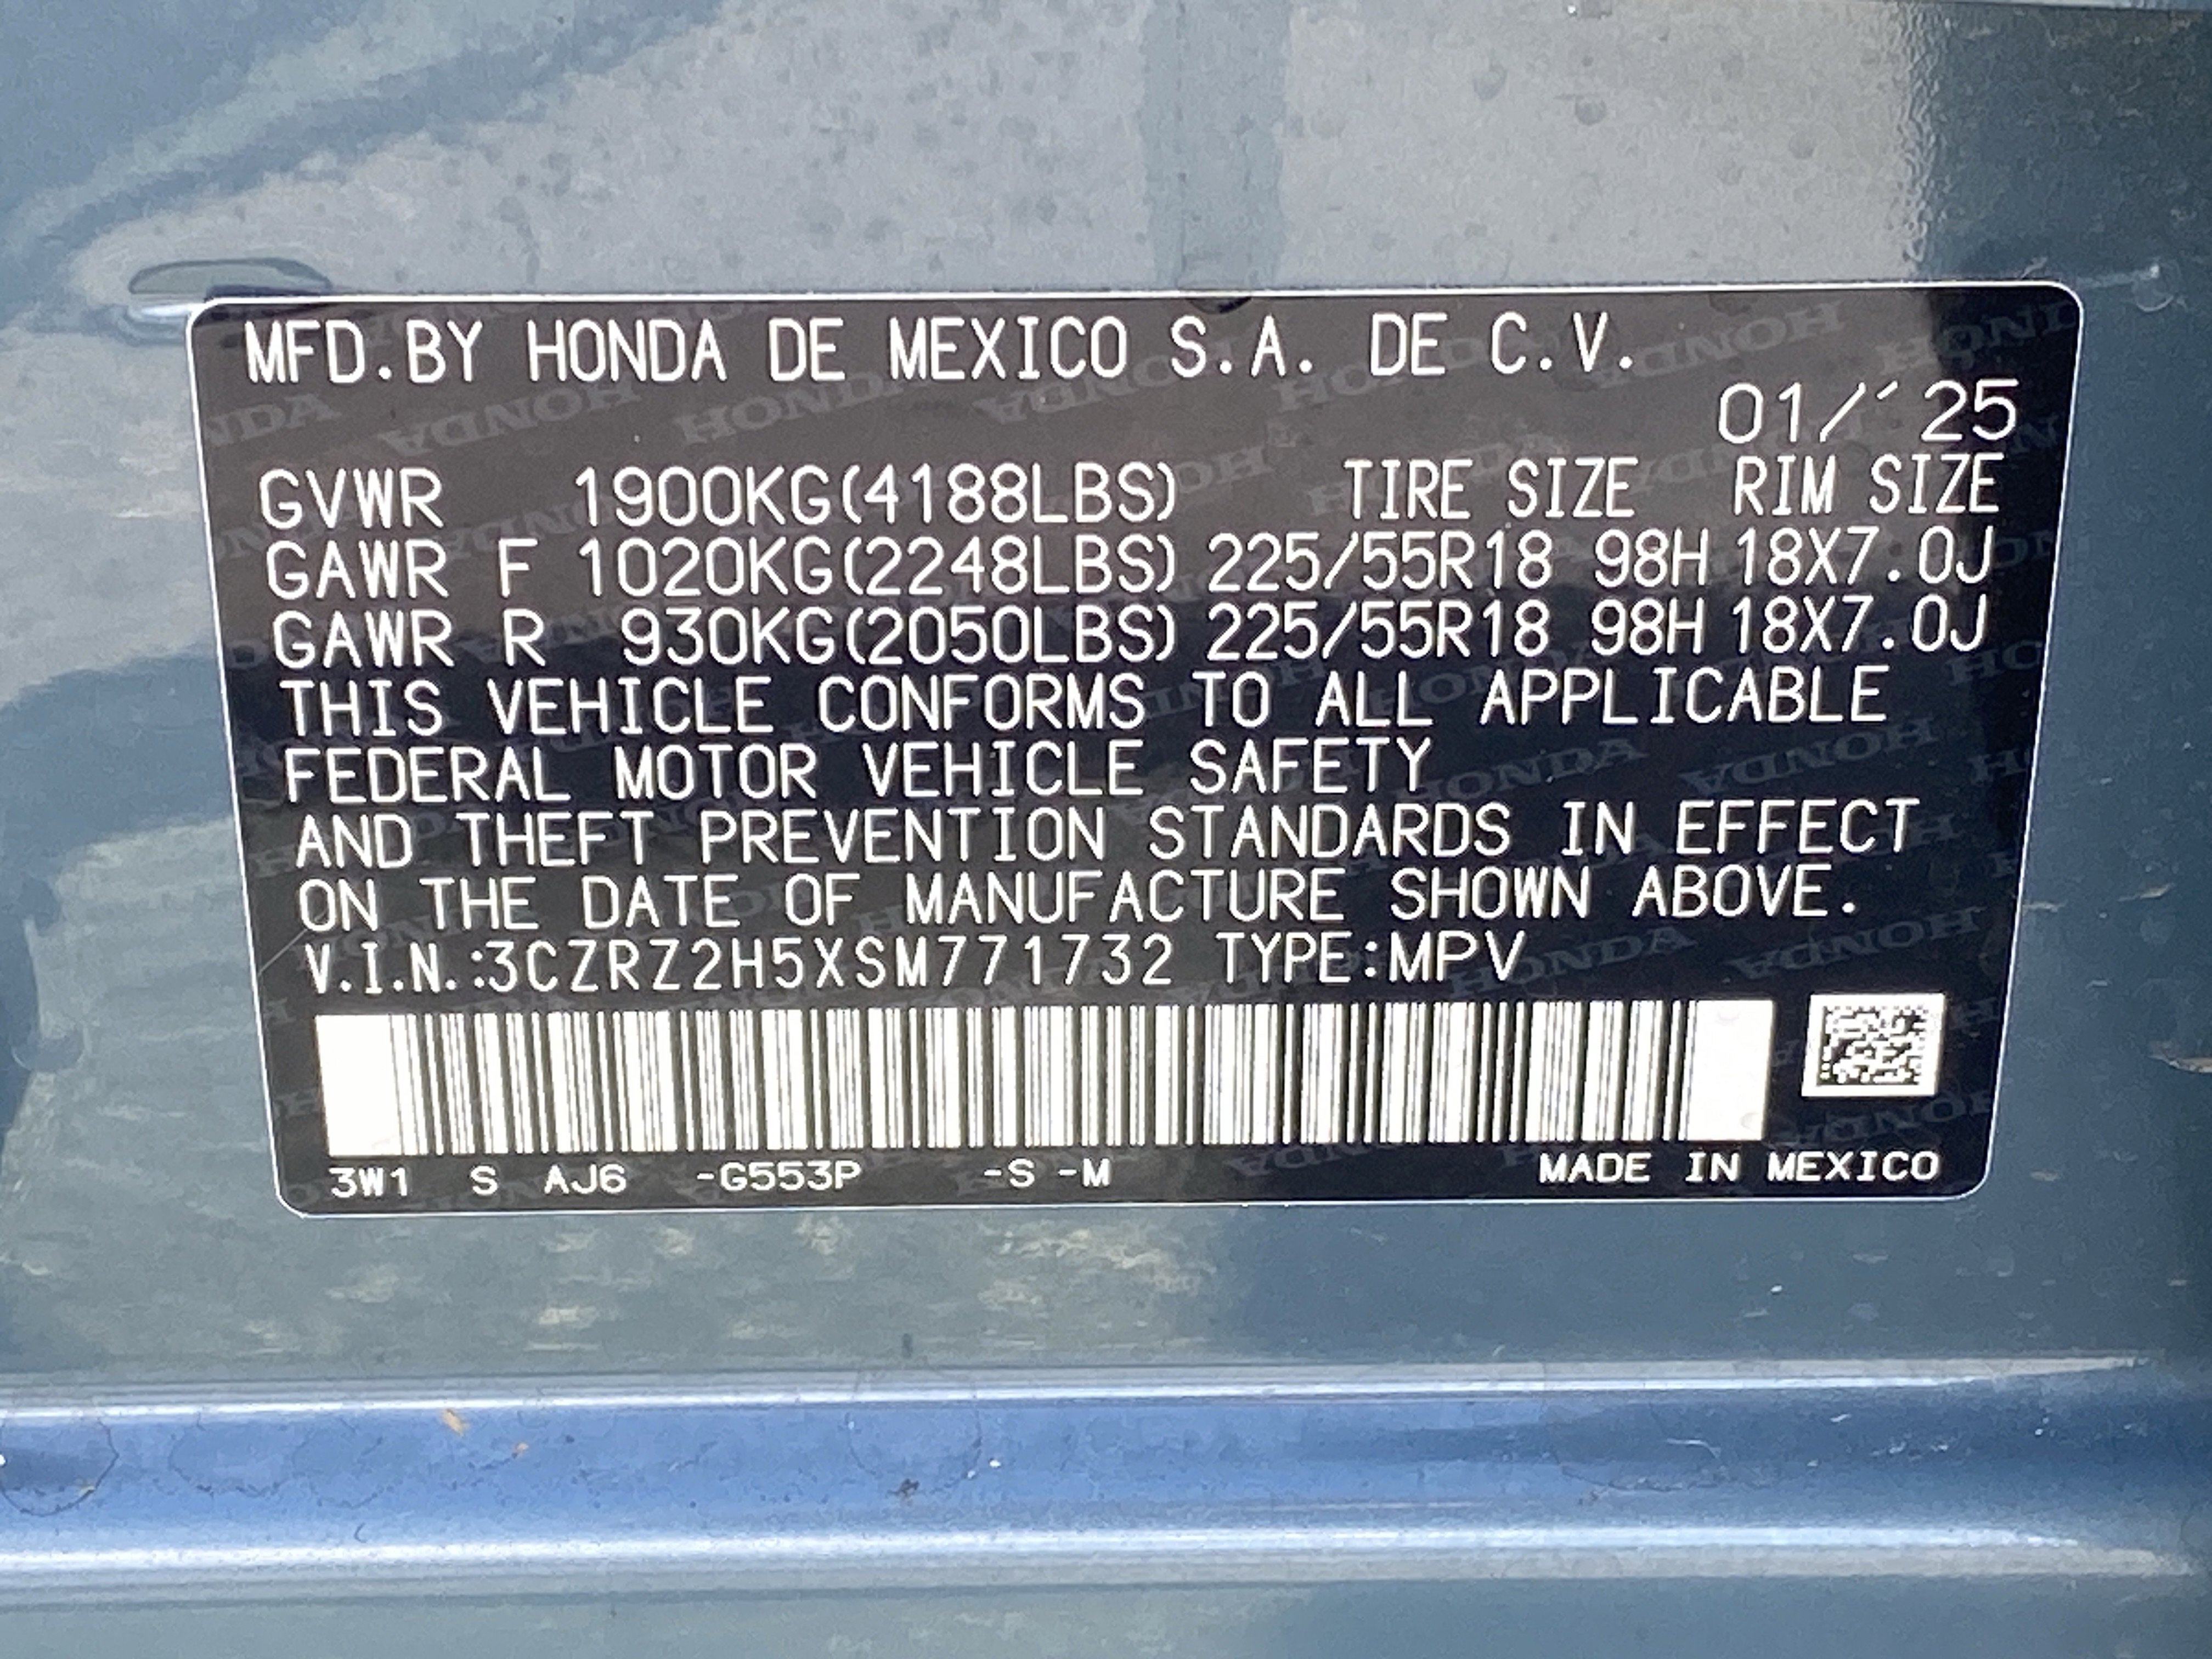 MFD.BY HONDA DE MEXICO S.A. DE C.V.
01/´25
GVWR 1900KG(4188LBS) TIRE SIZE RIM SIZE
GAWR F 1020KG(2248LBS) 225/55R18 98H 18X7.0J
GAWR R 930KG(2050LBS) 225/55R18 98H 18X7.0J
THIS VEHICLE CONFORMS TO ALL APPLICABLE
FEDERAL MOTOR VEHICLE SAFETY
AND THEFT PREVENTION STANDARDS IN EFFECT
ON THE DATE OF MANUFACTURE SHOWN ABOVE.
V.I.N.:3CZRZ2H5XSM771732 TYPE:MPV
3W1 S AJ6 -G553P -S -M MADE IN MEXICO